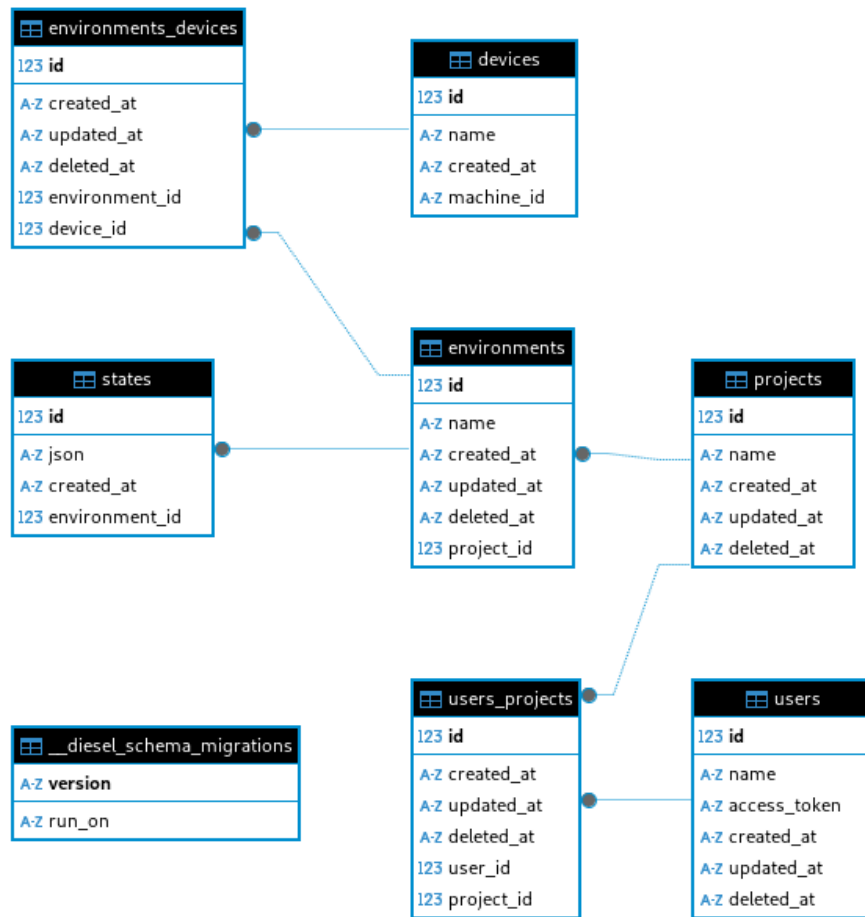 environments_devices
123 id
A-Z created_at
A-Z updated_at
A-Z deleted_at
123 environment_id
123 device_id
devices
123 id
A-Z name
A-Z created_at
A-Z machine_id
states
123 id
A-Z json
A-Z created_at
123 environment_id
environments
123 id
A-Z name
A-Z created_at
A-Z updated_at
A-Z deleted_at
123 project_id
projects
123 id
A-Z name
A-Z created_at
A-Z updated_at
A-Z deleted_at
__diesel_schema_migrations
A-Z version
A-Z run_on
users_projects
123 id
A-Z created_at
A-Z updated_at
A-Z deleted_at
123 user_id
123 project_id
users
123 id
A-Z name
A-Z access_token
A-Z created_at
A-Z updated_at
A-Z deleted_at